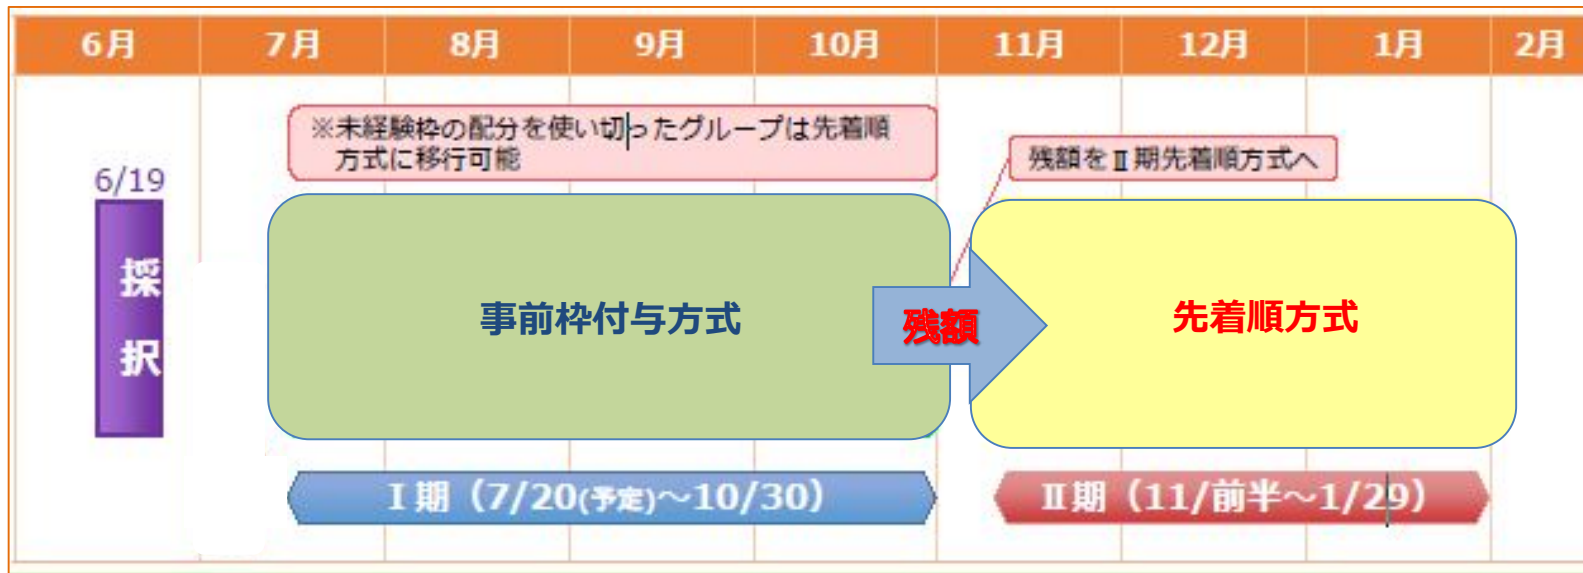 6月 7月 8月 9月 10月 11月 12月 1月 2月
※未経験枠の配分を使い切ったグループは先着順
方式に移行可能
残額をⅡ期先着順方式へ
6/19
採
択
事前枠付与方式
残額
先着順方式
Ⅰ期（7/20(予定)～10/30）
Ⅱ期（11/前半～1/29）